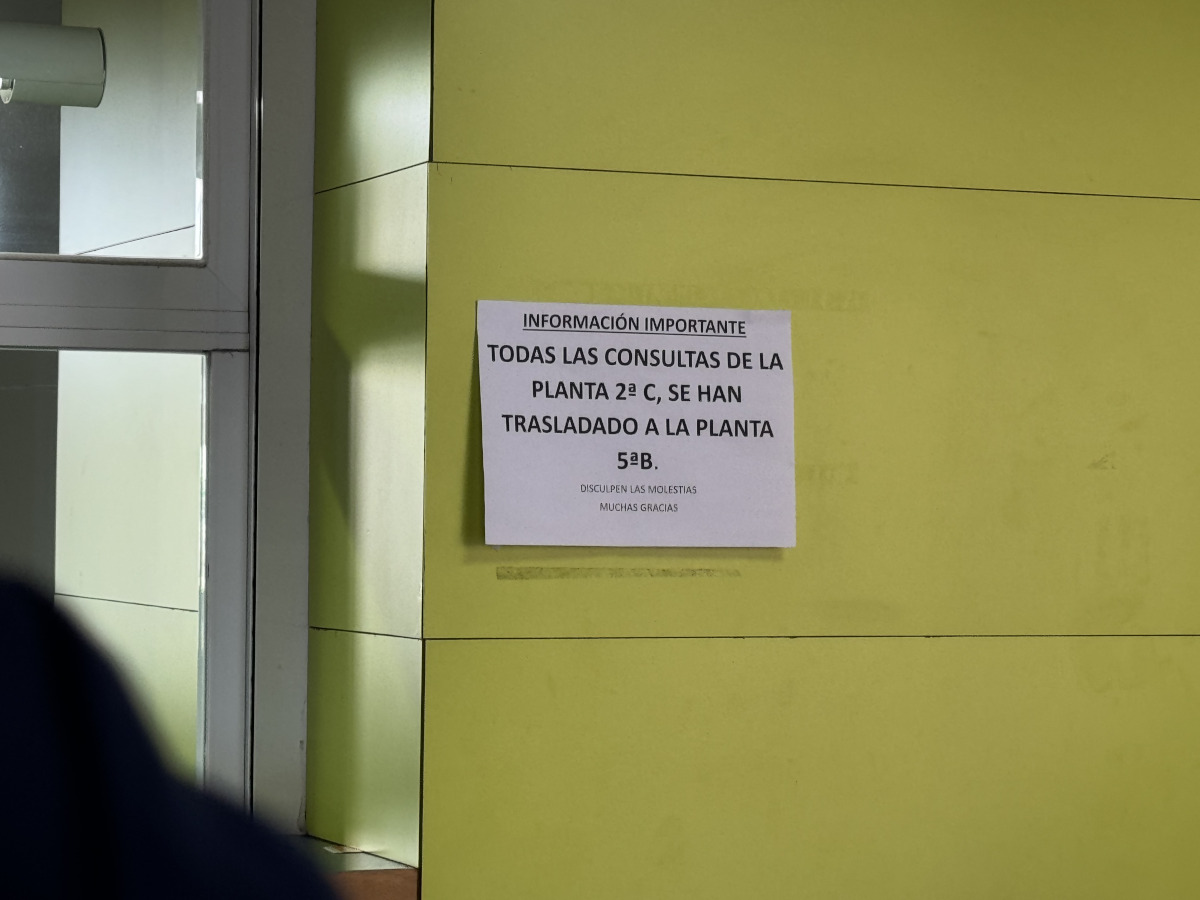 INFORMACIÓN IMPORTANTE
TODAS LAS CONSULTAS DE LA
PLANTA 2ª C, SE HAN
TRASLADADO A LA PLANTA
5ªB.
DISCULPEN LAS MOLESTIAS
MUCHAS GRACIAS